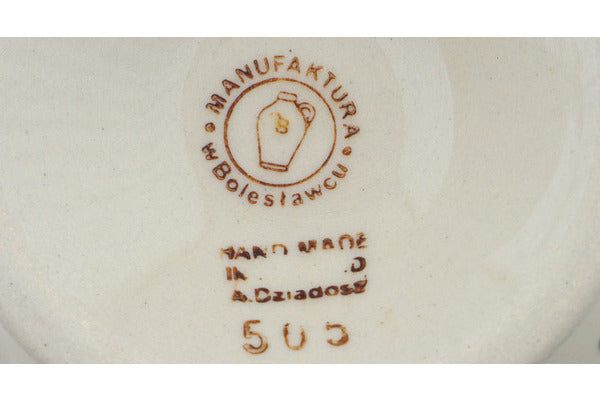 MANUFAKTURA
w Bolesławcu
B
HAND MADE
A.Dziadosz
505